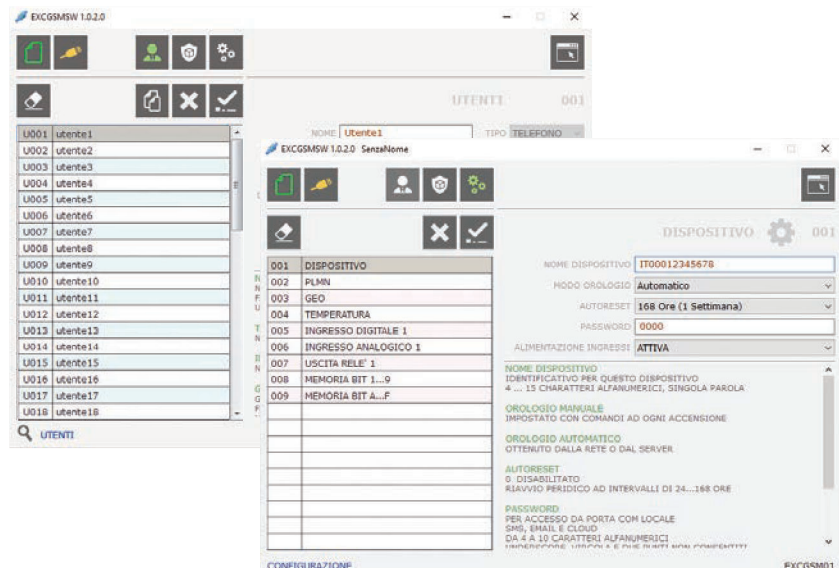 EXCGSMSW 1.0.2.0
UTENTI 001
NOME Utente1 TIPO TELEFONO
U001 utente1
U002 utente2
U003 utente3
U004 utente4
U005 utente5
U006 utente6
U007 utente7
U008 utente8
U009 utente9
U010 utente10
U011 utente11
U012 utente12
U013 utente13
U014 utente14
U015 utente15
U016 utente16
U017 utente17
U018 utente18
UTENTI
EXCGSMSW 1.0.2.0 SenzaNome
DISPOSITIVO 001
001 DISPOSITIVO
002 PLMN
003 GEO
004 TEMPERATURA
005 INGRESSO DIGITALE 1
006 INGRESSO ANALOGICO 1
007 USCITA RELE' 1
008 MEMORIA BIT 1...9
009 MEMORIA BIT A...F
NOME DISPOSITIVO IT00012345678
MODO OROLOGIO Automatico
AUTORESET 168 Ore (1 Settimana)
PASSWORD 0000
ALIMENTAZIONE INGRESSI ATTIVA
NOME DISPOSITIVO
IDENTIFICATIVO PER QUESTO DISPOSITIVO
4 ... 15 CHARATTERI ALFANUMERICI, SINGOLA PAROLA
OROLOGIO MANUALE
IMPOSTATO CON COMANDI AD OGNI ACCENSIONE
OROLOGIO AUTOMATICO
OTTENUTO DALLA RETE O DAL SERVER
AUTORESET
0 DISABILITATO
RIAVVIO PERIDICO AD INTERVALLI DI 24...168 ORE
PASSWORD
PER ACCESSO DA PORTA COM LOCALE
SMS, EMAIL E CLOUD
DA 4 A 10 CARATTERI ALFANUMERICI
UNDERSCORE, VIRGOLA E DUE PUNTI NON CONSENTITI
CONFIGURAZIONE
EXCGSM01